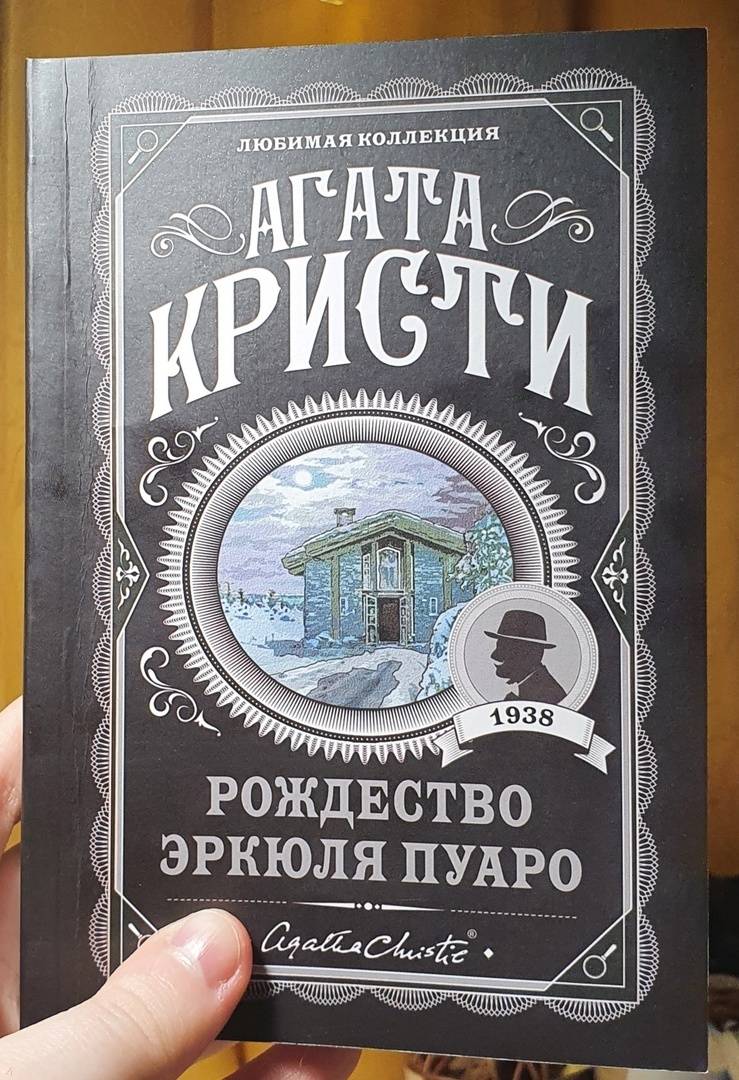 ЛЮБИМАЯ КОЛЛЕКЦИЯ
АГАТА
КРИСТИ
1938
РОЖДЕСТВО
ЭРКЮЛЯ ПУАРО
Agatha Christie®